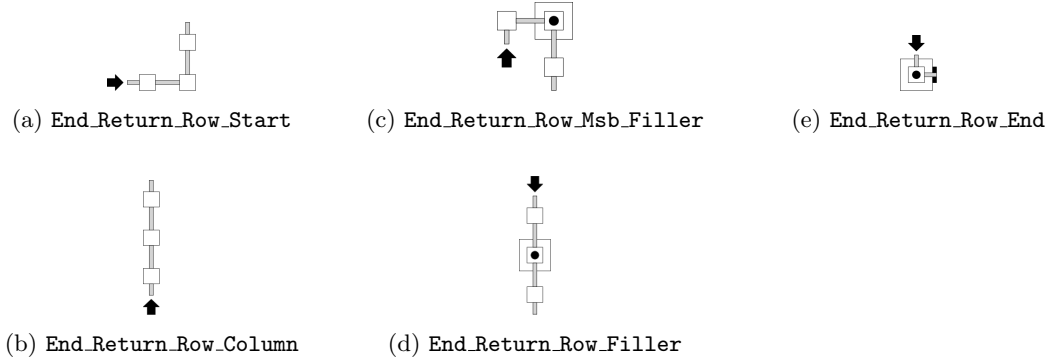 (a) End_Return_Row_Start
(c) End_Return_Row_Msb_Filler
(e) End_Return_Row_End
(b) End_Return_Row_Column
(d) End_Return_Row_Filler